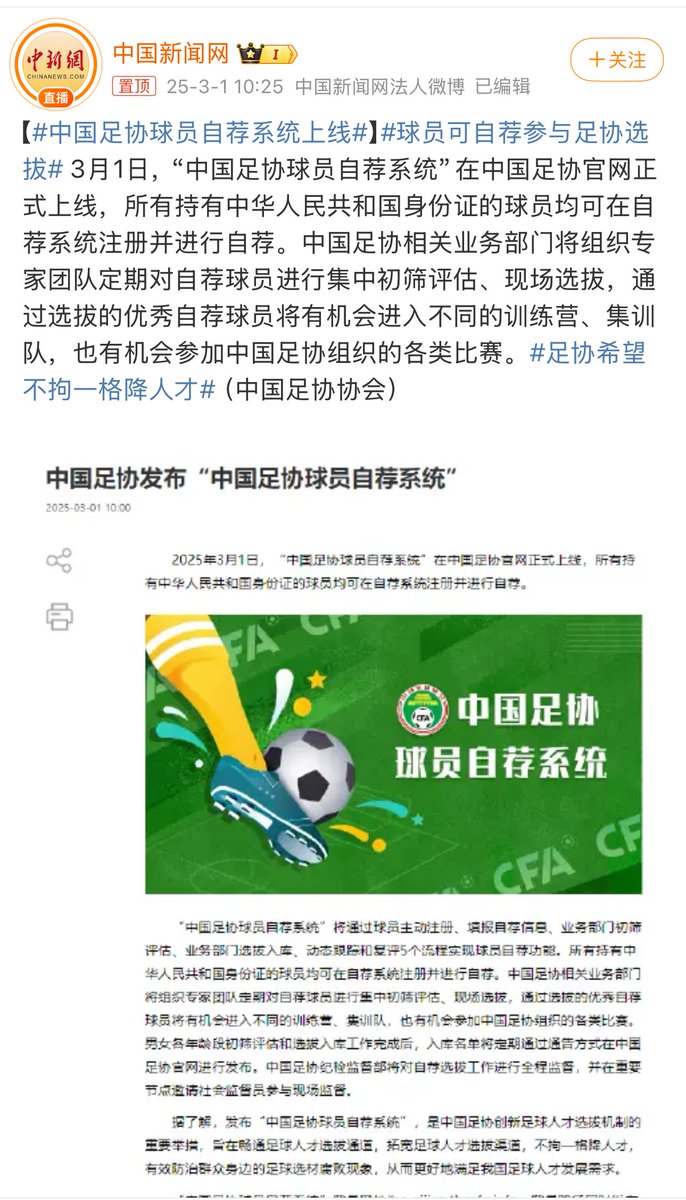 中新網
CHINANEWS.COM
直播
中国新闻网
I
+关注
置顶 25-3-1 10:25 中国新闻网法人微博 已编辑
【#中国足协球员自荐系统上线#】#球员可自荐参与足协选
拔# 3月1日，“中国足协球员自荐系统” 在中国足协官网正
式上线，所有持有中华人民共和国身份证的球员均可在自
荐系统注册并进行自荐。中国足协相关业务部门将组织专
家团队定期对自荐球员进行集中初筛评估、现场选拔，通
过选拔的优秀自荐球员将有机会进入不同的训练营、集训
队，也有机会参加中国足协组织的各类比赛。#足协希望
不拘一格降人才#（中国足协协会）
中国足协发布“中国足协球员自荐系统”
2025-03-01 10:00
2025年3月1日，“中国足协球员自荐系统”在中国足协官网正式上线，所有持
有中华人民共和国身份证的球员均可在自荐系统注册并进行自荐。
CFA
CFA
CFA
中国足协
球员自荐系统
CFA
CF
“中国足协球员自荐系统”将通过球员主动注册、填报自荐信息、业务部门初筛
评估、业务部门选拔入库、动态跟踪和复评5个流程实现球员自荐功能。所有持有中
华人民共和国身份证的球员均可在自荐系统注册并进行自荐。中国足协相关业务部门
将组织专家团队定期对自荐球员进行集中初筛评估、现场选拔，通过选拔的优秀自荐
球员将有机会进入不同的训练营、集训队，也有机会参加中国足协组织的各类比赛。
男女各年龄段初筛评估和选拔入库工作完成后，入库名单将定期通过通告方式在中国
足协官网进行发布。中国足协纪检监督部将对自荐选拔工作进行全程监督，并在重要
节点邀请社会监督员参与现场监督。
据了解，发布“中国足协球员自荐系统”，是中国足协创新足球人才选拔机制的
重要举措，旨在畅通足球人才选拔通道，拓宽足球人才选拔渠道，不拘一格降人才，
有效防治群众身边的足球选材腐败现象，从而更好地满足我国足球人才发展需求。